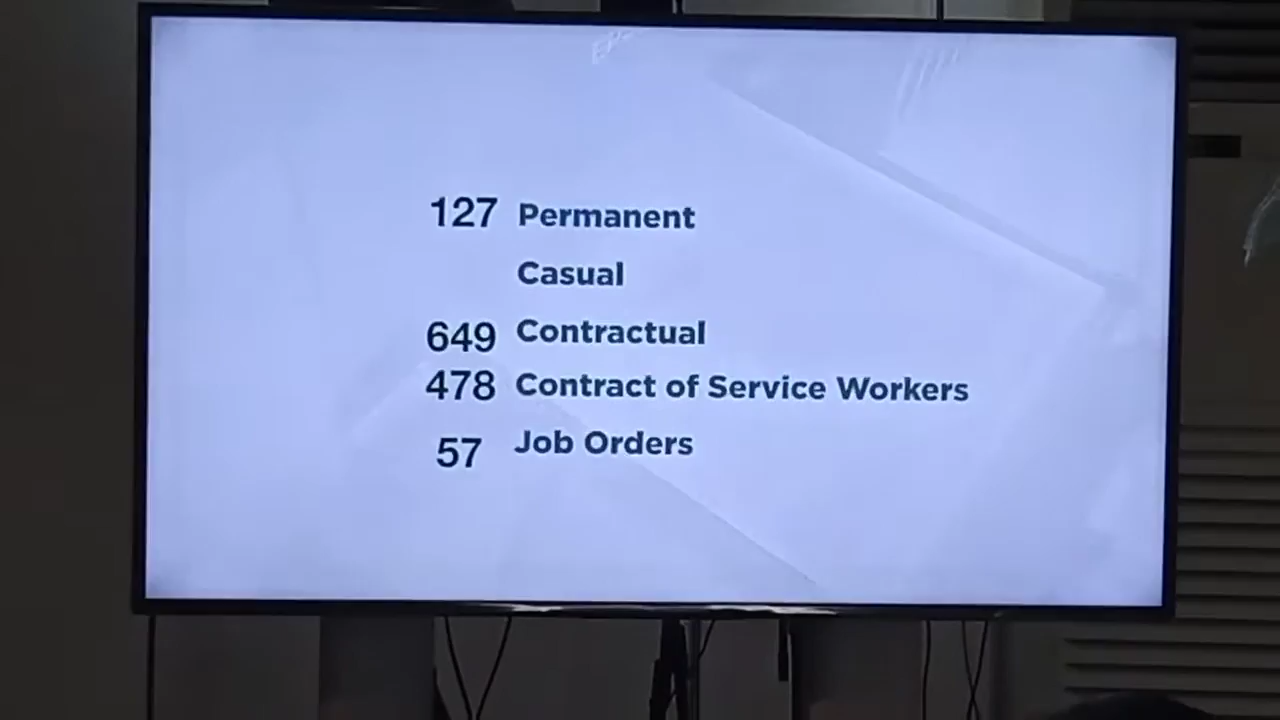 127 Permanent
Casual
649 Contractual
478 Contract of Service Workers
57 Job Orders